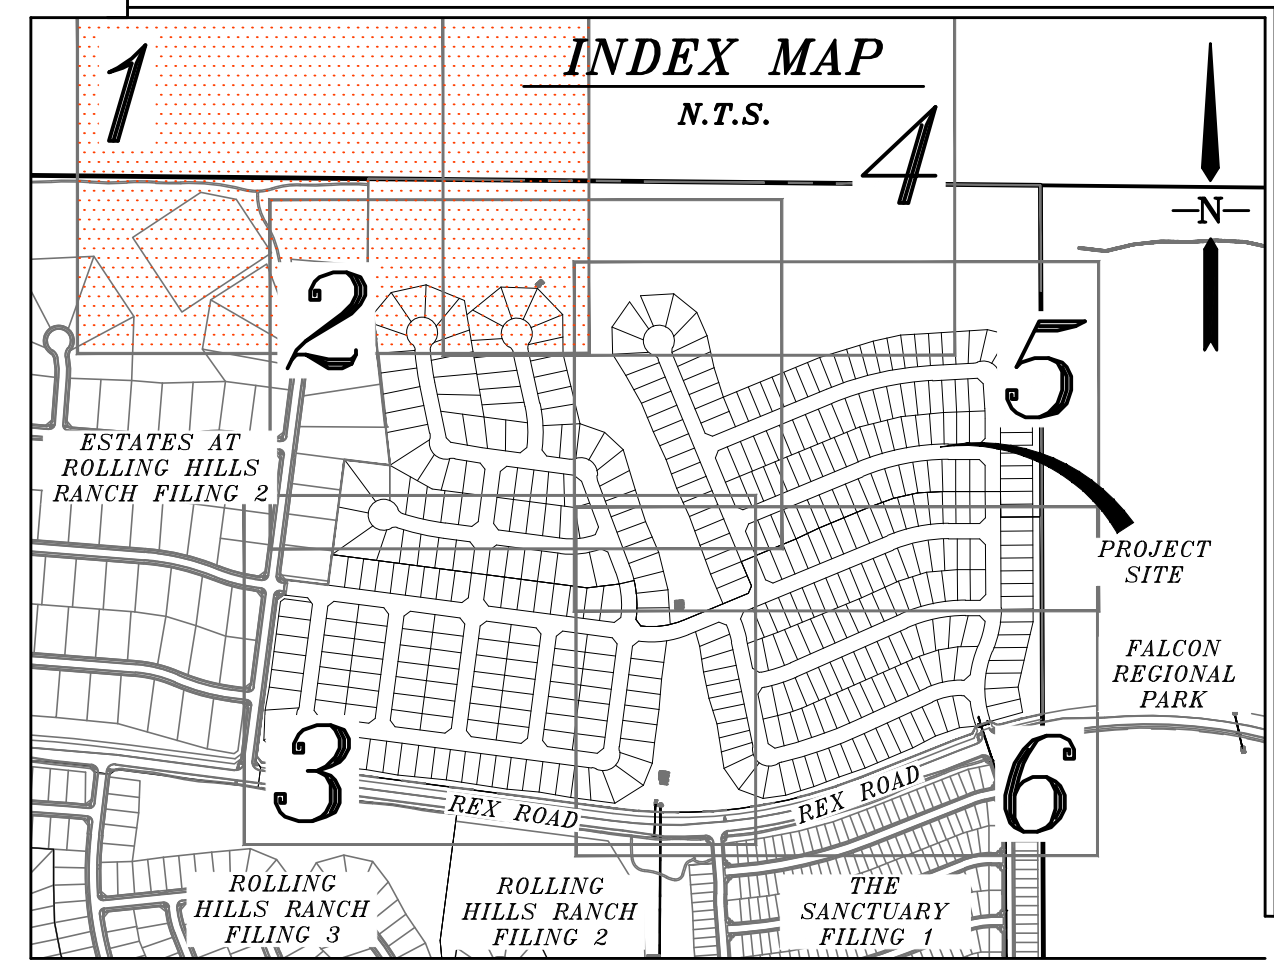 INDEX MAP
N.T.S.
1
4
N
2
5
ESTATES AT
ROLLING HILLS
RANCH FILING 2
PROJECT
SITE
FALCON
REGIONAL
PARK
3
6
REX ROAD
REX ROAD
ROLLING
HILLS RANCH
FILING 3
ROLLING
HILLS RANCH
FILING 2
THE
SANCTUARY
FILING 1